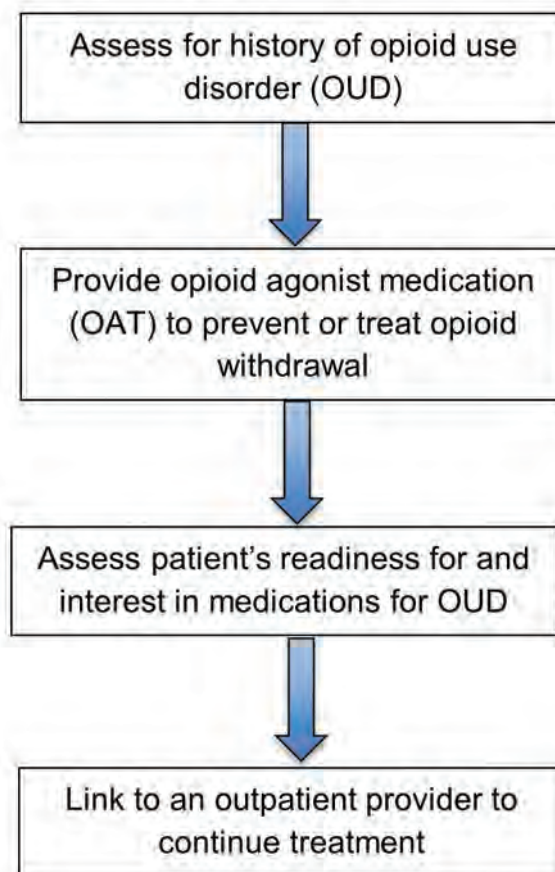 Assess for history of opioid use
disorder (OUD)
Provide opioid agonist medication
(OAT) to prevent or treat opioid
withdrawal
Assess patient’s readiness for and
interest in medications for OUD
Link to an outpatient provider to
continue treatment